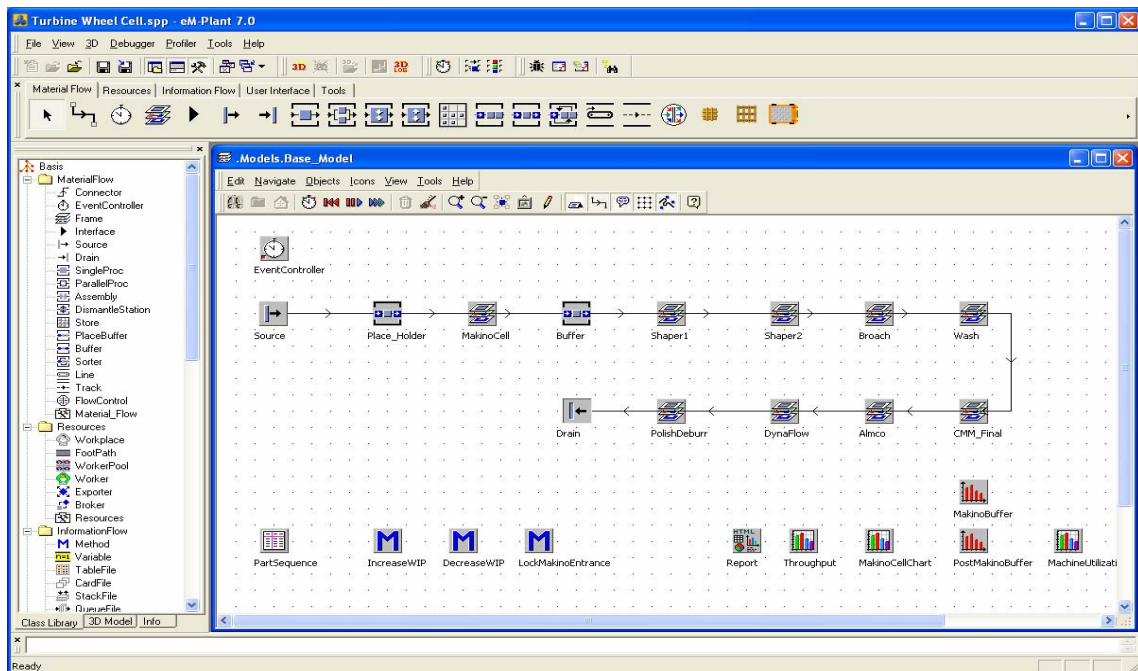 Turbine Wheel Cell.spp - eM-Plant 7.0
File View 3D Debugger Profiler Tools Help
3D 3D LOG
Material Flow Resources Information Flow User Interface Tools
Basis
MaterialFlow
Connector
EventController
Frame
Interface
Source
Drain
SingleProc
ParallelProc
Assembly
DismantleStation
Store
PlaceBuffer
Buffer
Sorter
Line
Track
FlowControl
Material_Flow
Resources
Workplace
FootPath
WorkerPool
Worker
Exporter
Broker
Resources
InformationFlow
M Method
n=1 Variable
TableFile
CardFile
StackFile
QueueFile
Class Library 3D Model Info
.Models.Base_Model
Edit Navigate Objects Icons View Tools Help
EventController
Source Place_Holder MakinoCell Buffer Shaper1 Shaper2 Broach Wash
Drain PolishDeburr DynaFlow Almco CMM_Final
MakinoBuffer
M M M HTML
PartSequence IncreaseWIP DecreaseWIP LockMakinoEntrance Report Throughput MakinoCellChart PostMakinoBuffer MachineUtilizati
Ready